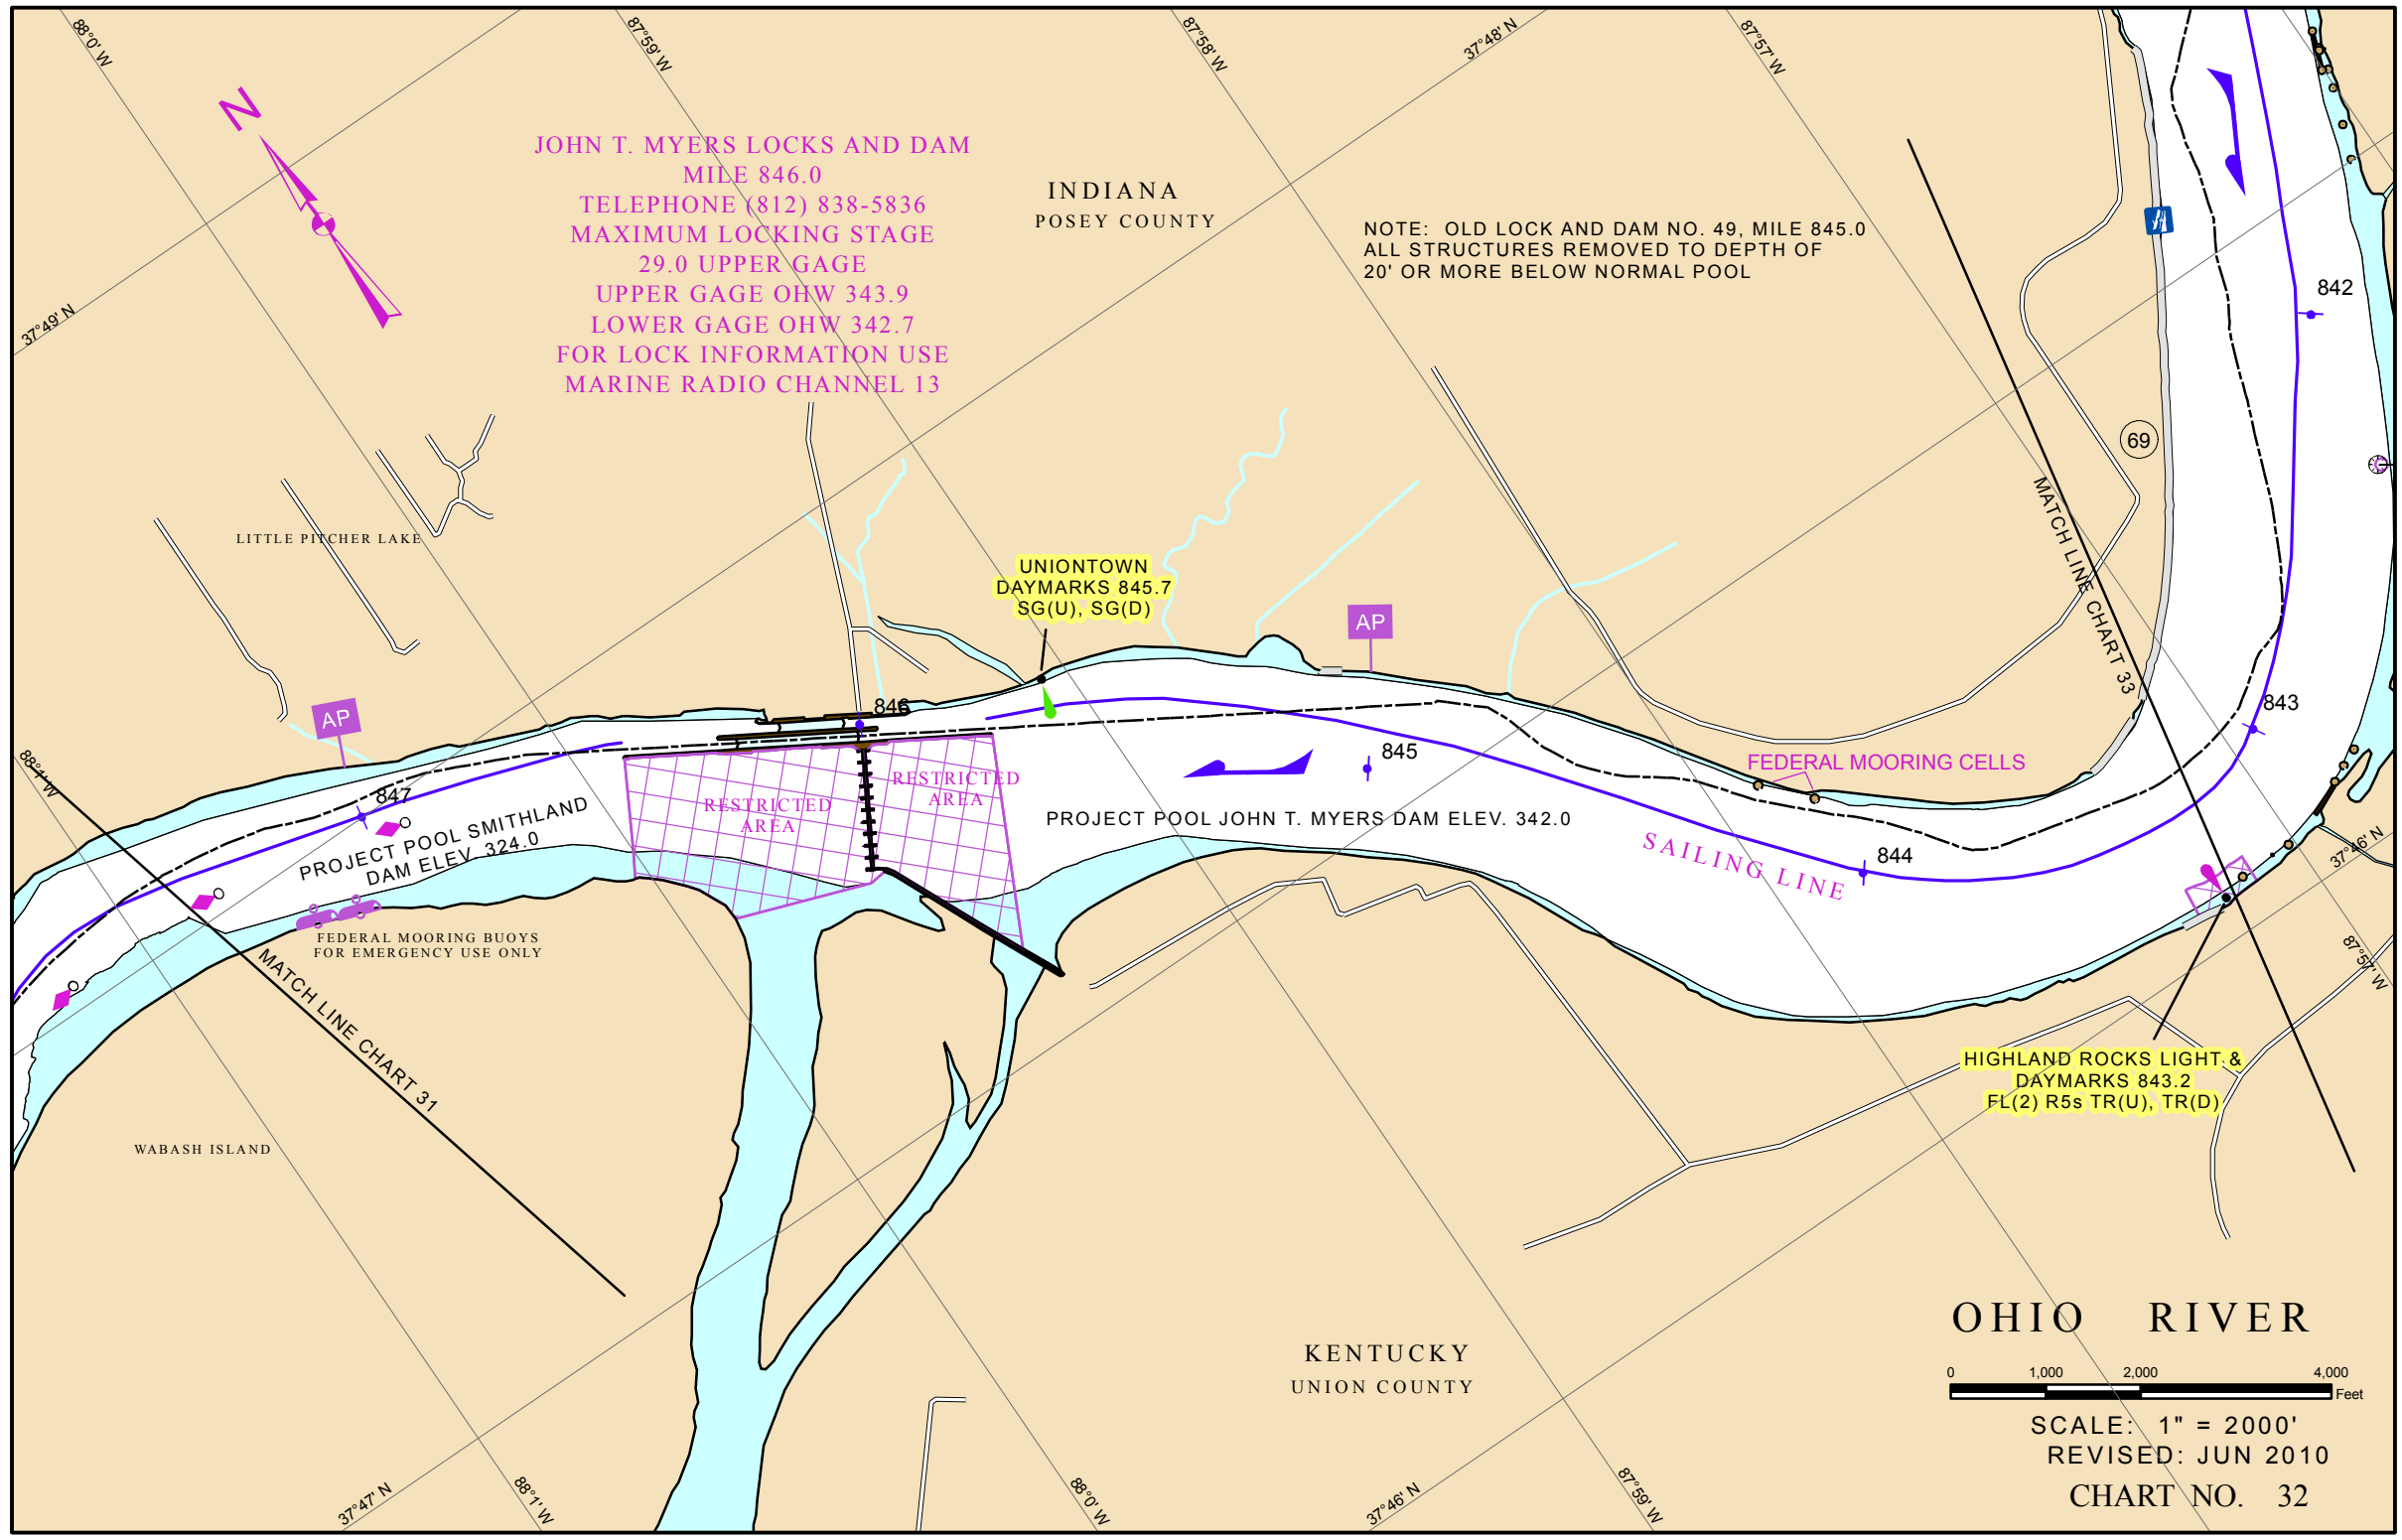 88°0' W
87°59' W
87°58' W
37°48' N
87°57' W
N
JOHN T. MYERS LOCKS AND DAM
MILE 846.0
TELEPHONE (812) 838-5836
MAXIMUM LOCKING STAGE
29.0 UPPER GAGE
UPPER GAGE OHW 343.9
LOWER GAGE OHW 342.7
FOR LOCK INFORMATION USE
MARINE RADIO CHANNEL 13
INDIANA
POSEY COUNTY
NOTE: OLD LOCK AND DAM NO. 49, MILE 845.0
ALL STRUCTURES REMOVED TO DEPTH OF
20' OR MORE BELOW NORMAL POOL
842
37°49' N
69
LITTLE PITCHER LAKE
UNIONTOWN
DAYMARKS 845.7
SG(U), SG(D)
AP
MATCH LINE CHART 33
AP
846
845
843
FEDERAL MOORING CELLS
88°1' W
847
RESTRICTED
AREA
RESTRICTED
AREA
PROJECT POOL SMITHLAND
DAM ELEV. 324.0
PROJECT POOL JOHN T. MYERS DAM ELEV. 342.0
SAILING LINE
844
37°46' N
FEDERAL MOORING BUOYS
FOR EMERGENCY USE ONLY
MATCH LINE CHART 31
87°57' W
HIGHLAND ROCKS LIGHT &
DAYMARKS 843.2
FL(2) R5s TR(U), TR(D)
WABASH ISLAND
KENTUCKY
UNION COUNTY
OHIO RIVER
0 1,000 2,000 4,000
Feet
SCALE: 1" = 2000'
REVISED: JUN 2010
CHART NO. 32
37°47' N
88°1' W
88°0' W
37°46' N
87°59' W